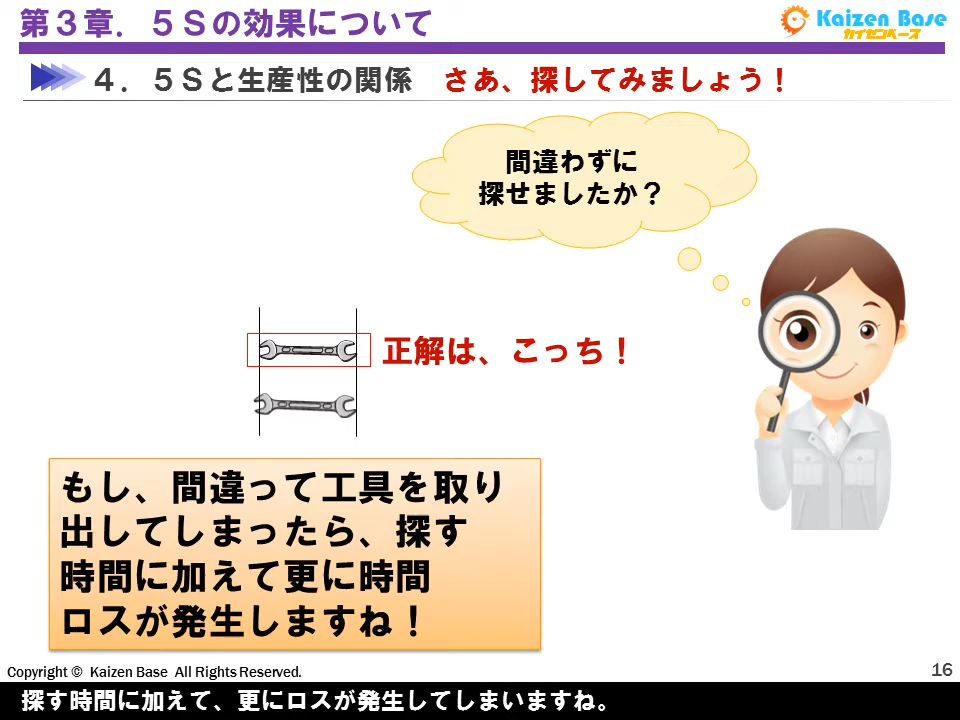 第３章．５Ｓの効果について
Kaizen Base
カイゼンベース
４．５Ｓと生産性の関係　さあ、探してみましょう！
間違わずに
探せましたか？
正解は、こっち！
もし、間違って工具を取り
出してしまったら、探す
時間に加えて更に時間
ロスが発生しますね！
Copyright © Kaizen Base All Rights Reserved.
16
探す時間に加えて、更にロスが発生してしまいますね。